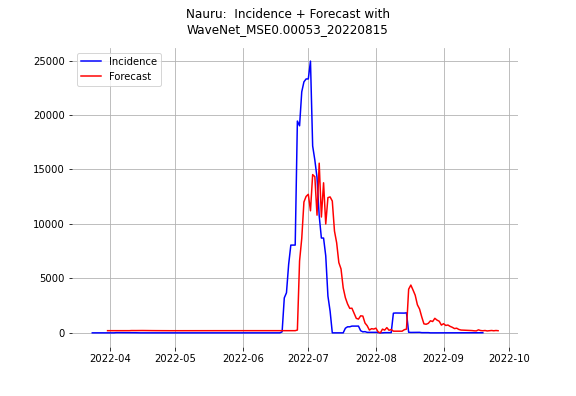 Nauru:  Incidence + Forecast with
WaveNet_MSE0.00053_20220815
Incidence
Forecast
25000
20000
15000
10000
5000
0
2022-04 2022-05 2022-06 2022-07 2022-08 2022-09 2022-10